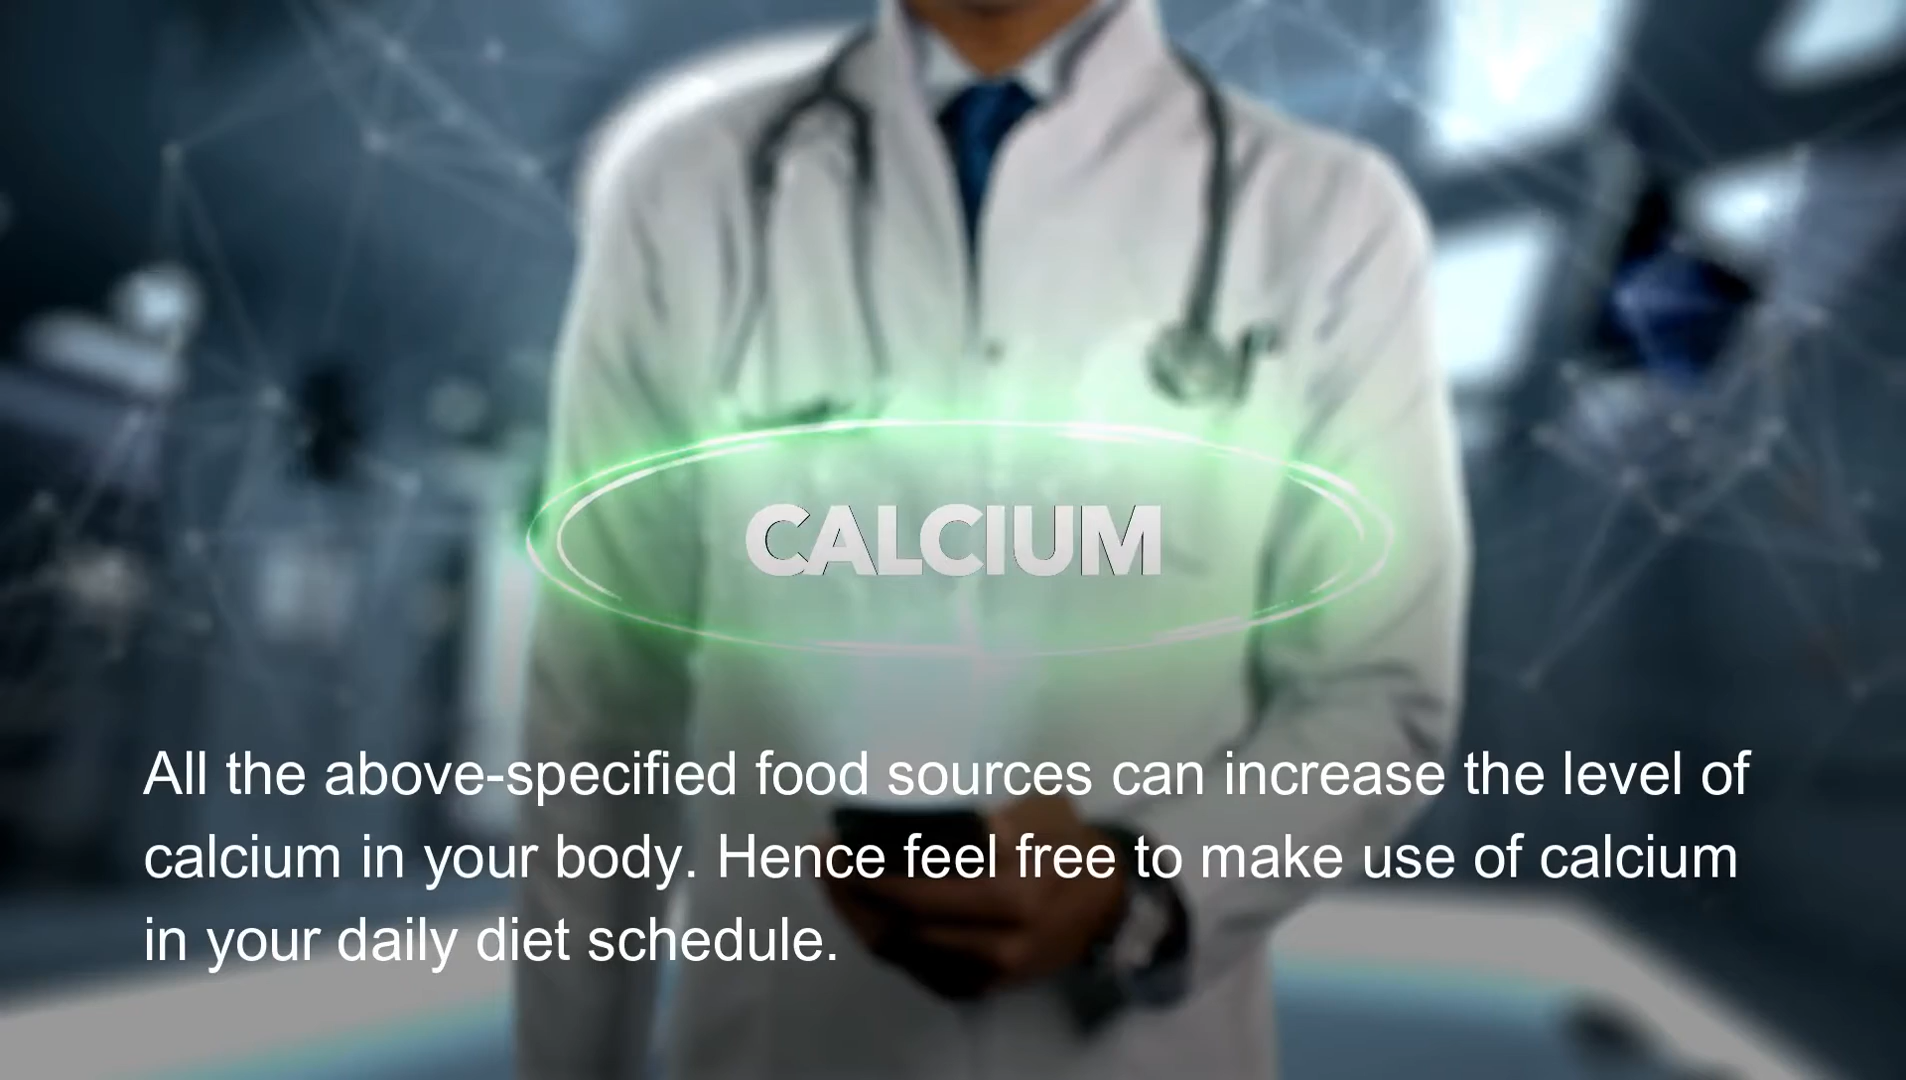 CALCIUM
All the above-specified food sources can increase the level of
calcium in your body. Hence feel free to make use of calcium
in your daily diet schedule.